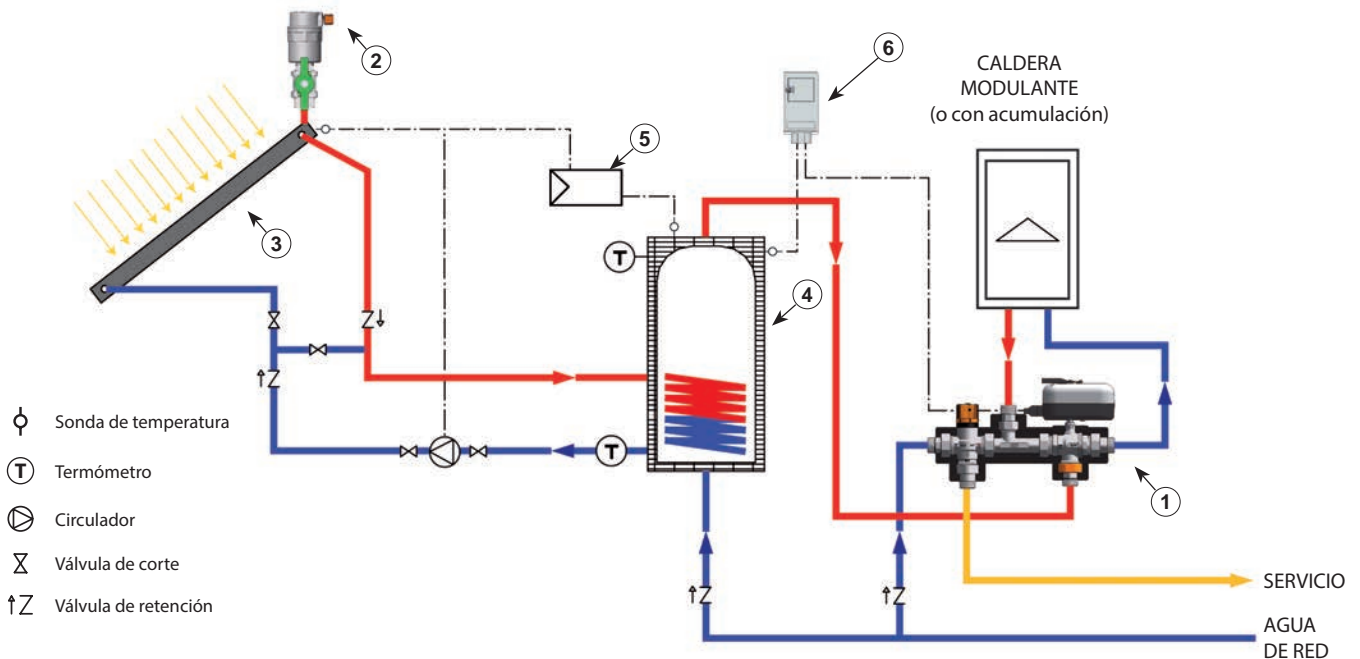 2
6
CALDERA
MODULANTE
(o con acumulación)
5
3
T
4
Sonda de temperatura
T
Termómetro
T
1
Circulador
Válvula de corte
SERVICIO
Válvula de retención
AGUA
DE RED